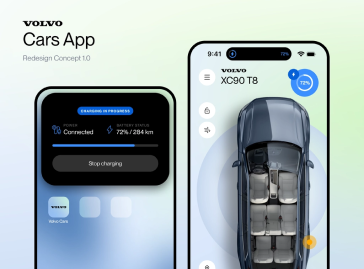 VOLVO
Cars App
Redesign Concept 1.0
CHARGING IN PROGRESS
POWER
Connected
BATTERY STATUS
72% / 284 km
Stop charging
VOLVO
Volvo Cars
9:41
72%
VOLVO
XC90 T8
72%